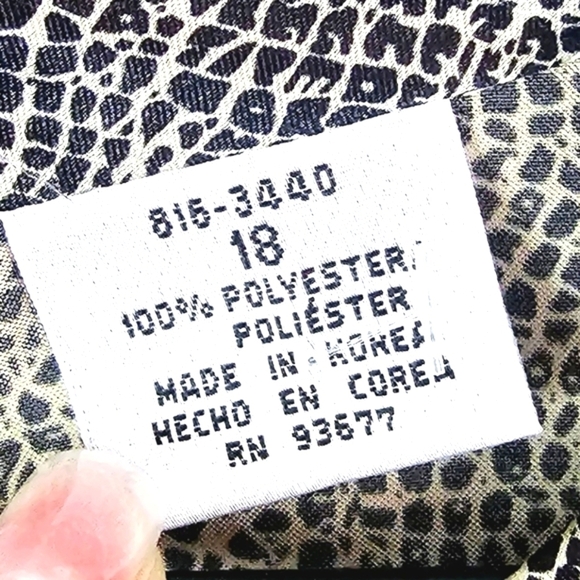 815-3440
18
100% POLYESTER/
POLIÉSTER
MADE IN KOREA
HECHO EN COREA
RN 93677